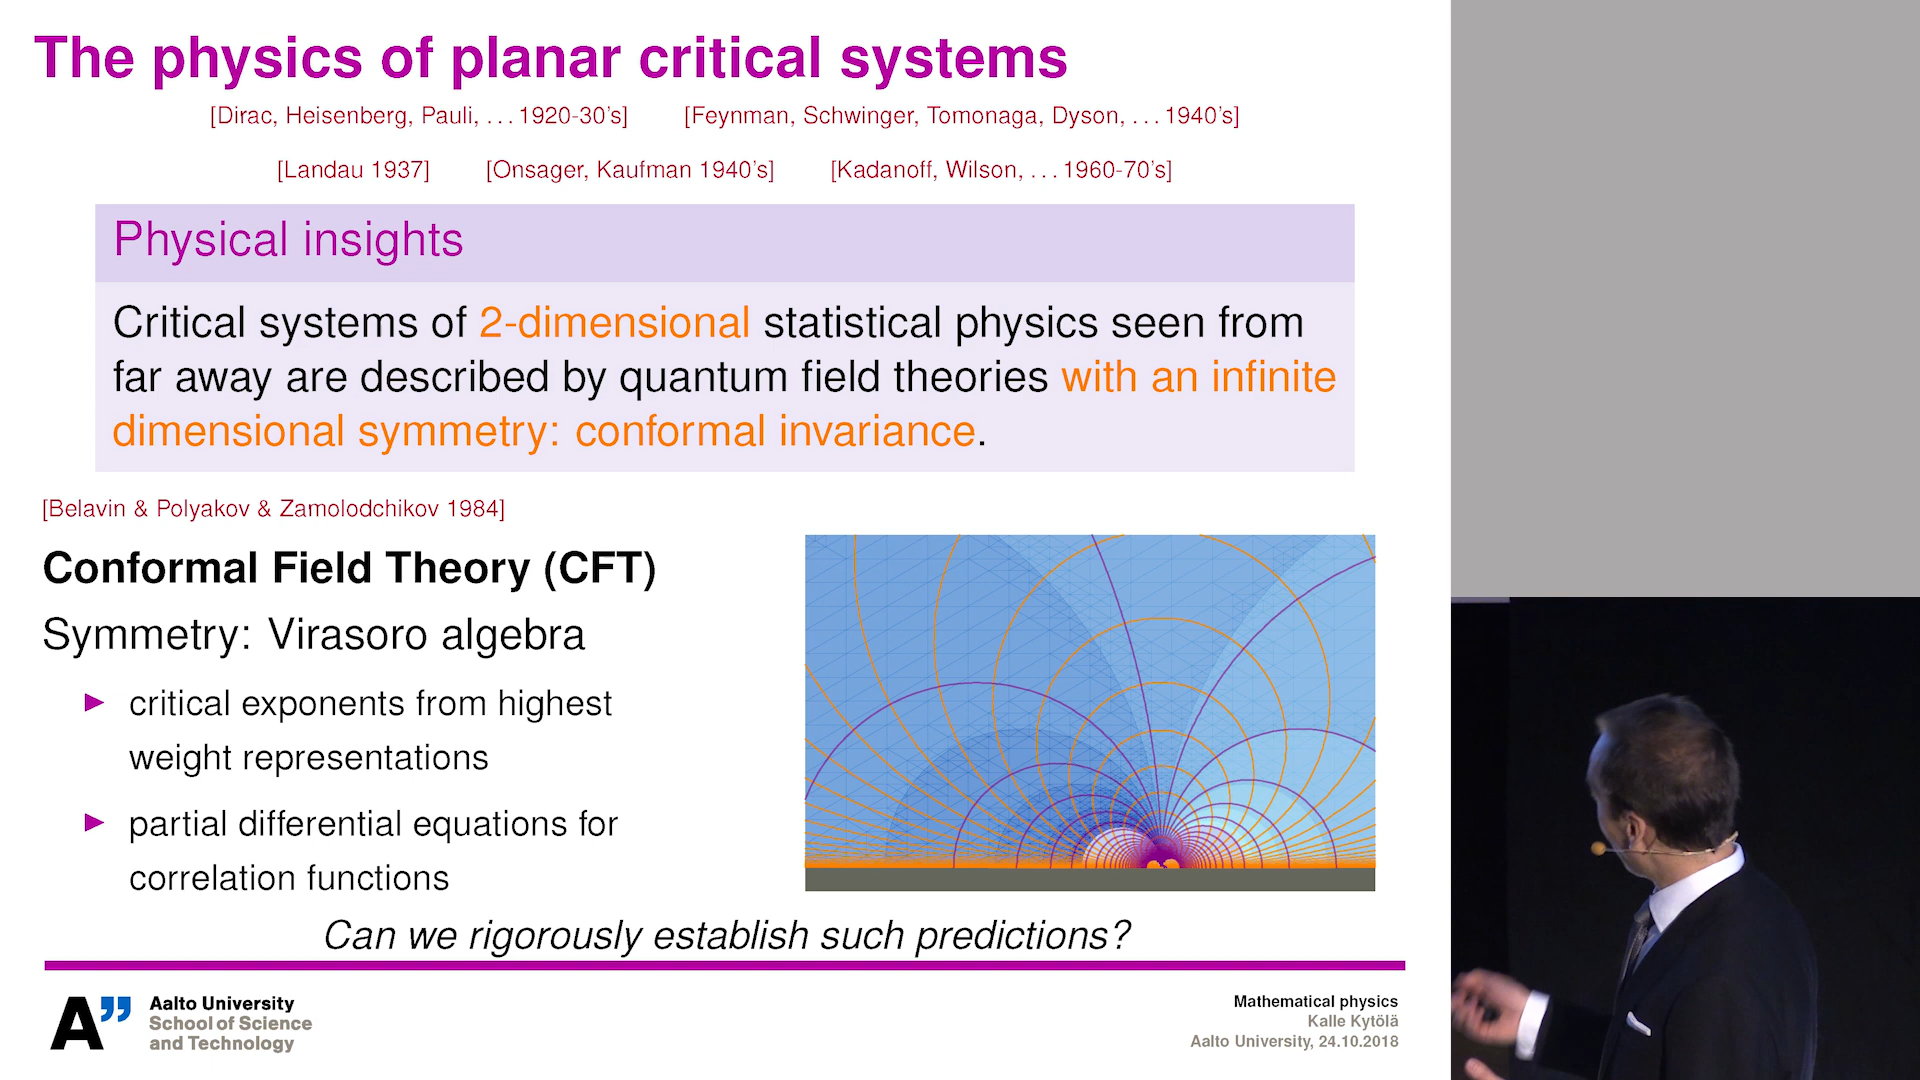 The physics of planar critical systems
[Dirac, Heisenberg, Pauli, ... 1920-30's] [Feynman, Schwinger, Tomonaga, Dyson, ... 1940's]
[Landau 1937] [Onsager, Kaufman 1940's] [Kadanoff, Wilson, ... 1960-70's]
Physical insights
Critical systems of 2-dimensional statistical physics seen from
far away are described by quantum field theories with an infinite
dimensional symmetry: conformal invariance.
[Belavin & Polyakov & Zamolodchikov 1984]
Conformal Field Theory (CFT)
Symmetry: Virasoro algebra
▶ critical exponents from highest
weight representations
▶ partial differential equations for
correlation functions
Can we rigorously establish such predictions?
A”
Aalto University
School of Science
and Technology
Mathematical physics
Kalle Kytölä
Aalto University, 24.10.2018